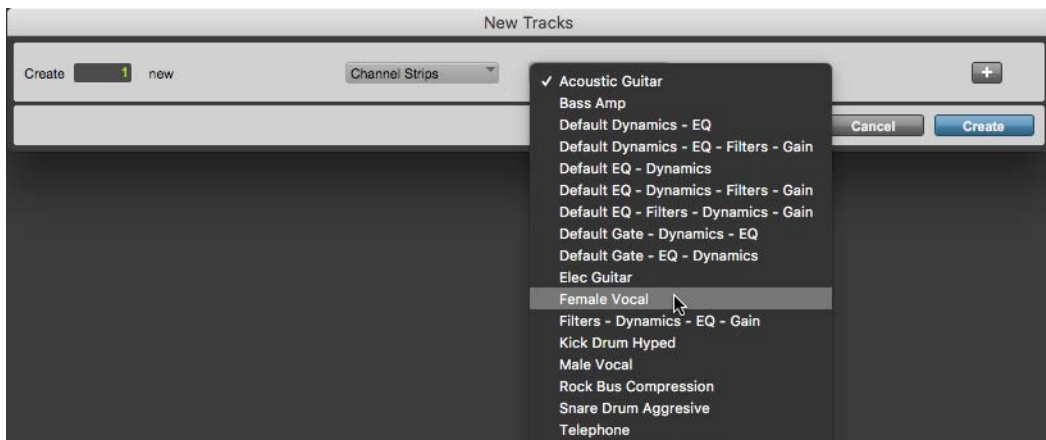 New Tracks
Create 1 new Channel Strips +
✓ Acoustic Guitar
Bass Amp
Default Dynamics - EQ
Default Dynamics - EQ - Filters - Gain
Default EQ - Dynamics
Default EQ - Dynamics - Filters - Gain
Default EQ - Filters - Dynamics - Gain
Default Gate - Dynamics - EQ
Default Gate - EQ - Dynamics
Elec Guitar
Female Vocal
Filters - Dynamics - EQ - Gain
Kick Drum Hyped
Male Vocal
Rock Bus Compression
Snare Drum Aggresive
Telephone
Cancel Create